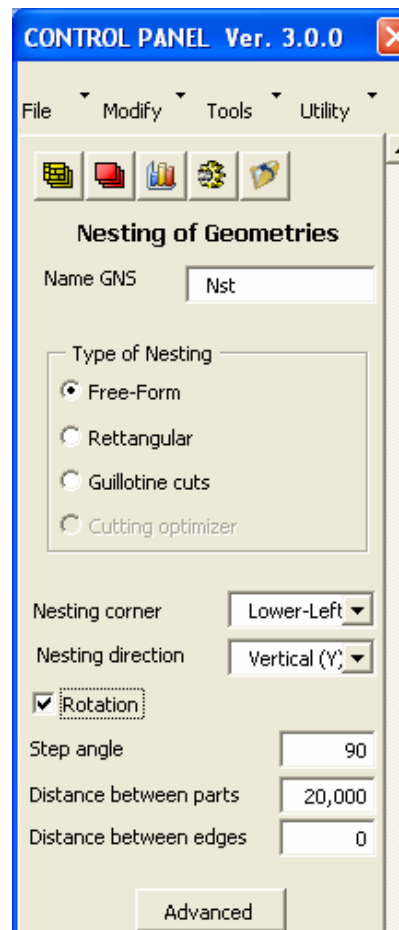 CONTROL PANEL Ver. 3.0.0
File Modify Tools Utility
Nesting of Geometries
Name GNS Nst
Type of Nesting
Free-Form
Rettangular
Guillotine cuts
Cutting optimizer
Nesting corner Lower-Left
Nesting direction Vertical (Y)
Rotation
Step angle 90
Distance between parts 20,000
Distance between edges 0
Advanced